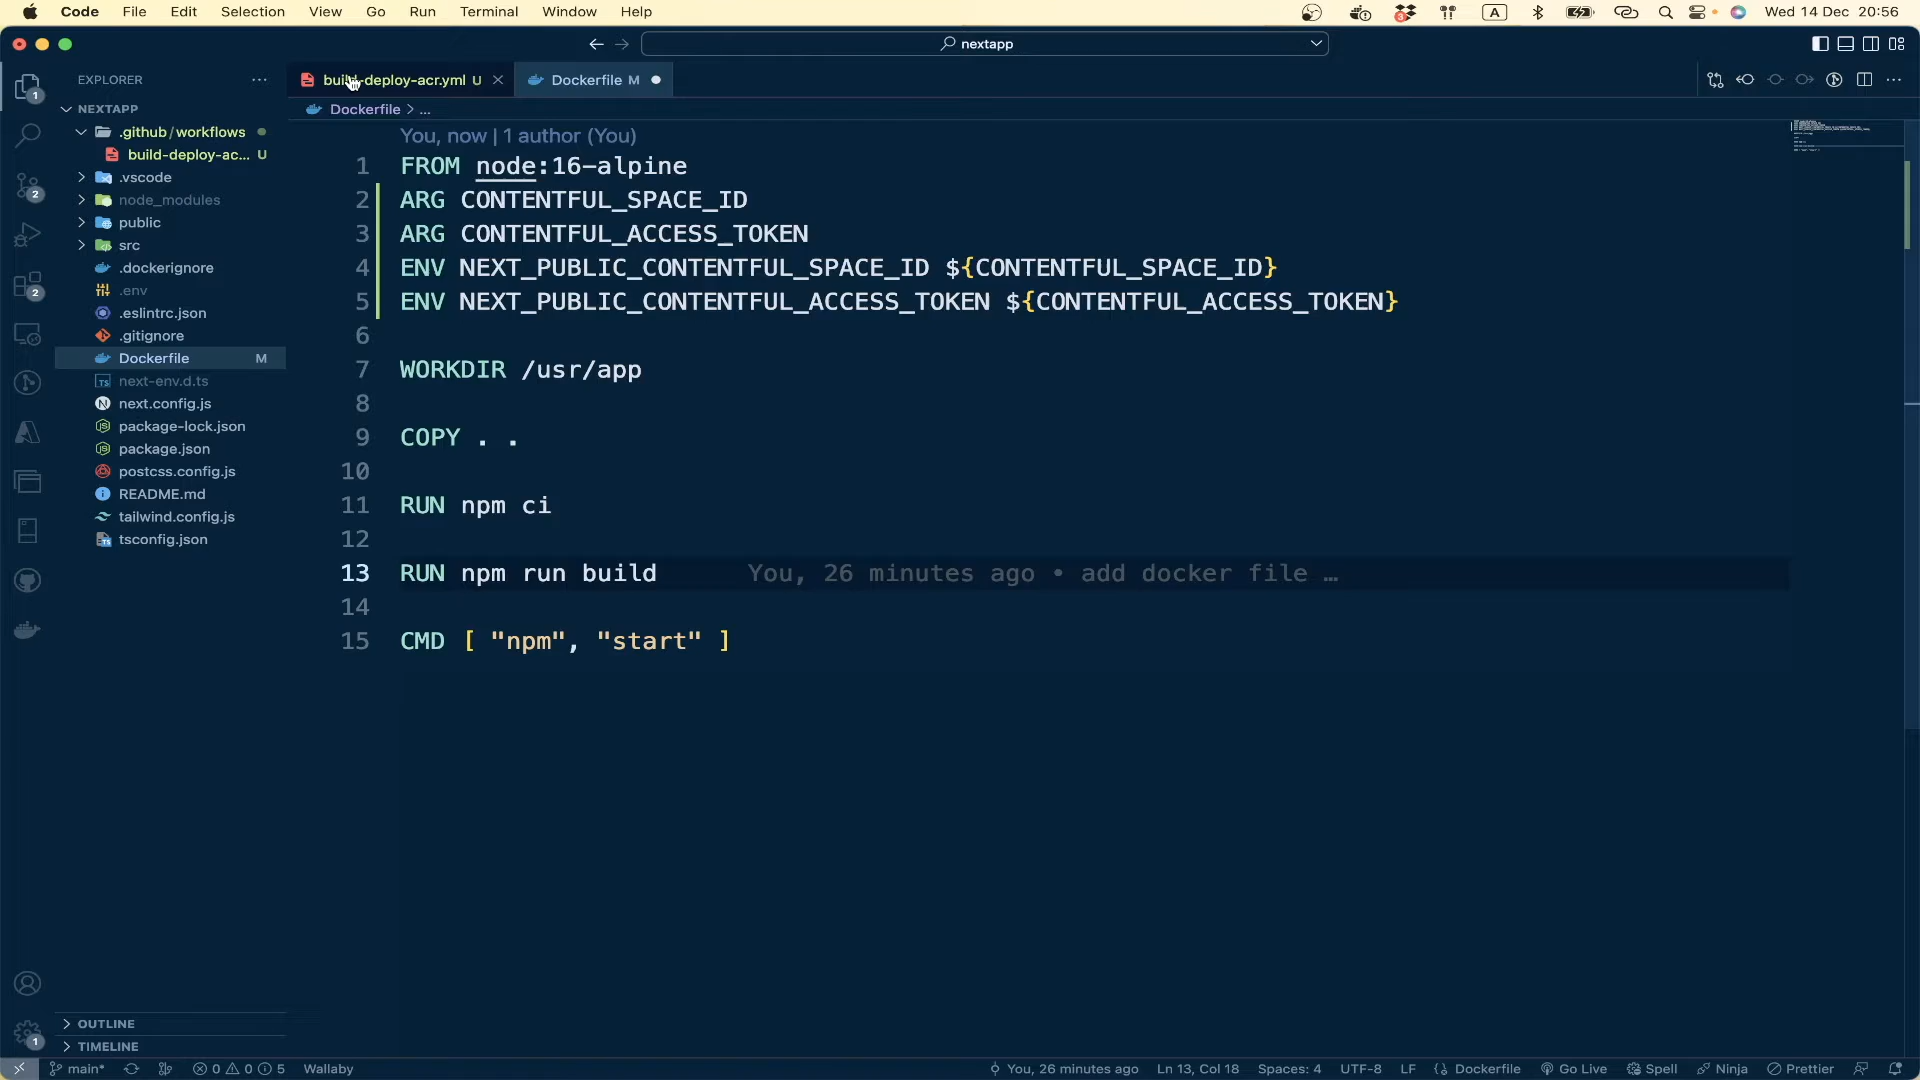 Code File Edit Selection View Go Run Terminal Window Help 3 A Wed 14 Dec 20:56
nextapp
EXPLORER
build-deploy-acr.yml U
Dockerfile M
NEXTAPP
Dockerfile > ...
.github/workflows
build-deploy-ac... U
.vscode
node_modules
public
src
.dockerignore
.env
.eslintrc.json
.gitignore
Dockerfile M
next-env.d.ts
next.config.js
package-lock.json
package.json
postcss.config.js
README.md
tailwind.config.js
tsconfig.json
1
2
2
You, now | 1 author (You)
1 FROM node:16-alpine
2 ARG CONTENTFUL_SPACE_ID
3 ARG CONTENTFUL_ACCESS_TOKEN
4 ENV NEXT_PUBLIC_CONTENTFUL_SPACE_ID ${CONTENTFUL_SPACE_ID}
5 ENV NEXT_PUBLIC_CONTENTFUL_ACCESS_TOKEN ${CONTENTFUL_ACCESS_TOKEN}
6
7 WORKDIR /usr/app
8
9 COPY . .
10
11 RUN npm ci
12
13 RUN npm run build You, 26 minutes ago • add docker file …
14
15 CMD [ "npm", "start" ]
OUTLINE
1
TIMELINE
main* 0 0 5 Wallaby You, 26 minutes ago Ln 13, Col 18 Spaces: 4 UTF-8 LF Dockerfile Go Live Spell Ninja Prettier